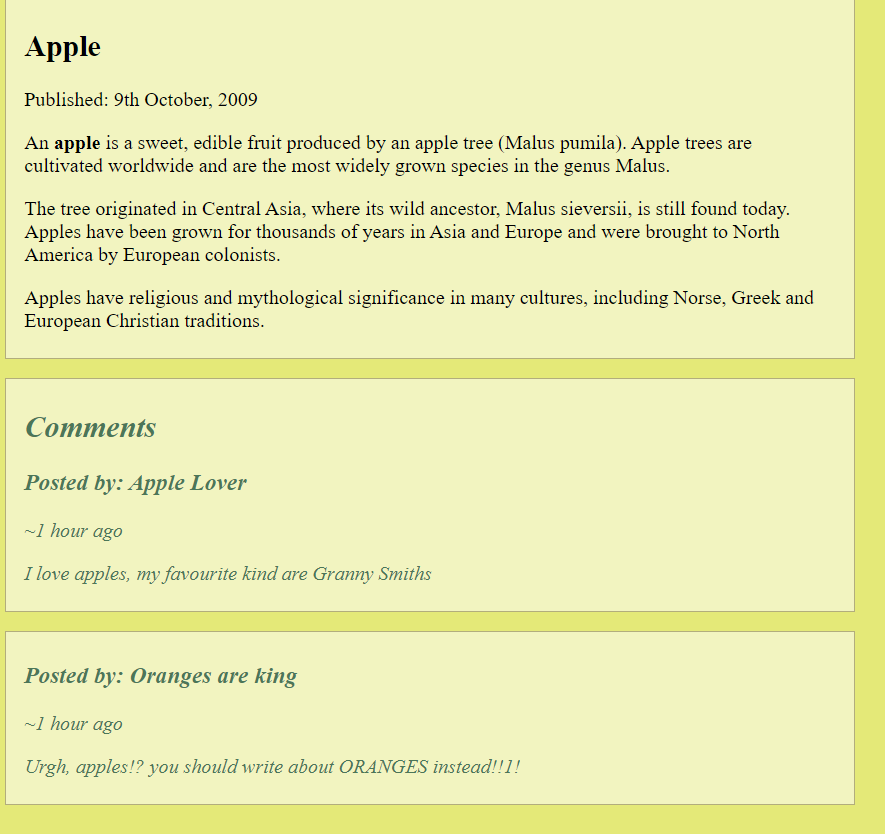 Apple
Published: 9th October, 2009
An apple is a sweet, edible fruit produced by an apple tree (Malus pumila). Apple trees are
cultivated worldwide and are the most widely grown species in the genus Malus.
The tree originated in Central Asia, where its wild ancestor, Malus sieversii, is still found today.
Apples have been grown for thousands of years in Asia and Europe and were brought to North
America by European colonists.
Apples have religious and mythological significance in many cultures, including Norse, Greek and
European Christian traditions.
Comments
Posted by: Apple Lover
~1 hour ago
I love apples, my favourite kind are Granny Smiths
Posted by: Oranges are king
~1 hour ago
Urgh, apples!? you should write about ORANGES instead!!1!